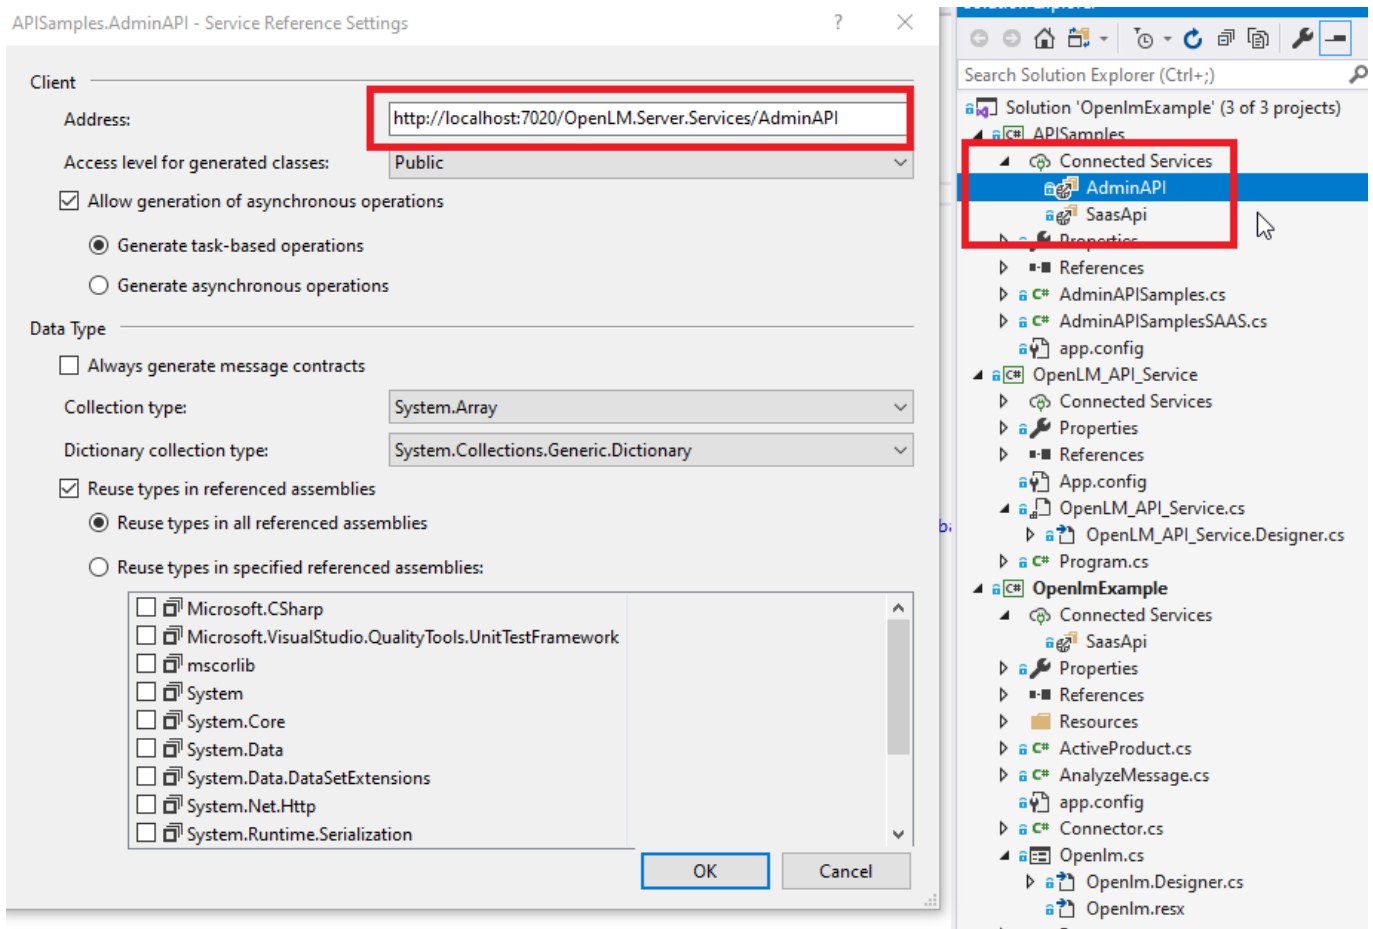 APISamples.AdminAPI - Service Reference Settings
?
Client
Address:
http://localhost:7020/OpenLM.Server.Services/AdminAPI
Access level for generated classes:
Public
Allow generation of asynchronous operations
Generate task-based operations
Generate asynchronous operations
Data Type
Always generate message contracts
Collection type:
System.Array
Dictionary collection type:
System.Collections.Generic.Dictionary
Reuse types in referenced assemblies
Reuse types in all referenced assemblies
Reuse types in specified referenced assemblies:
Microsoft.CSharp
Microsoft.VisualStudio.QualityTools.UnitTestFramework
mscorlib
System
System.Core
System.Data
System.Data.DataSetExtensions
System.Net.Http
System.Runtime.Serialization
OK
Cancel
Solution Explorer
Search Solution Explorer (Ctrl+;)
Solution 'OpenlmExample' (3 of 3 projects)
C# APISamples
Connected Services
AdminAPI
SaasApi
Properties
References
C# AdminAPISamples.cs
C# AdminAPISamplesSAAS.cs
app.config
C# OpenLM_API_Service
Connected Services
Properties
References
App.config
OpenLM_API_Service.cs
OpenLM_API_Service.Designer.cs
C# Program.cs
C# OpenlmExample
Connected Services
SaasApi
Properties
References
Resources
C# ActiveProduct.cs
C# AnalyzeMessage.cs
app.config
C# Connector.cs
Openlm.cs
Openlm.Designer.cs
Openlm.resx